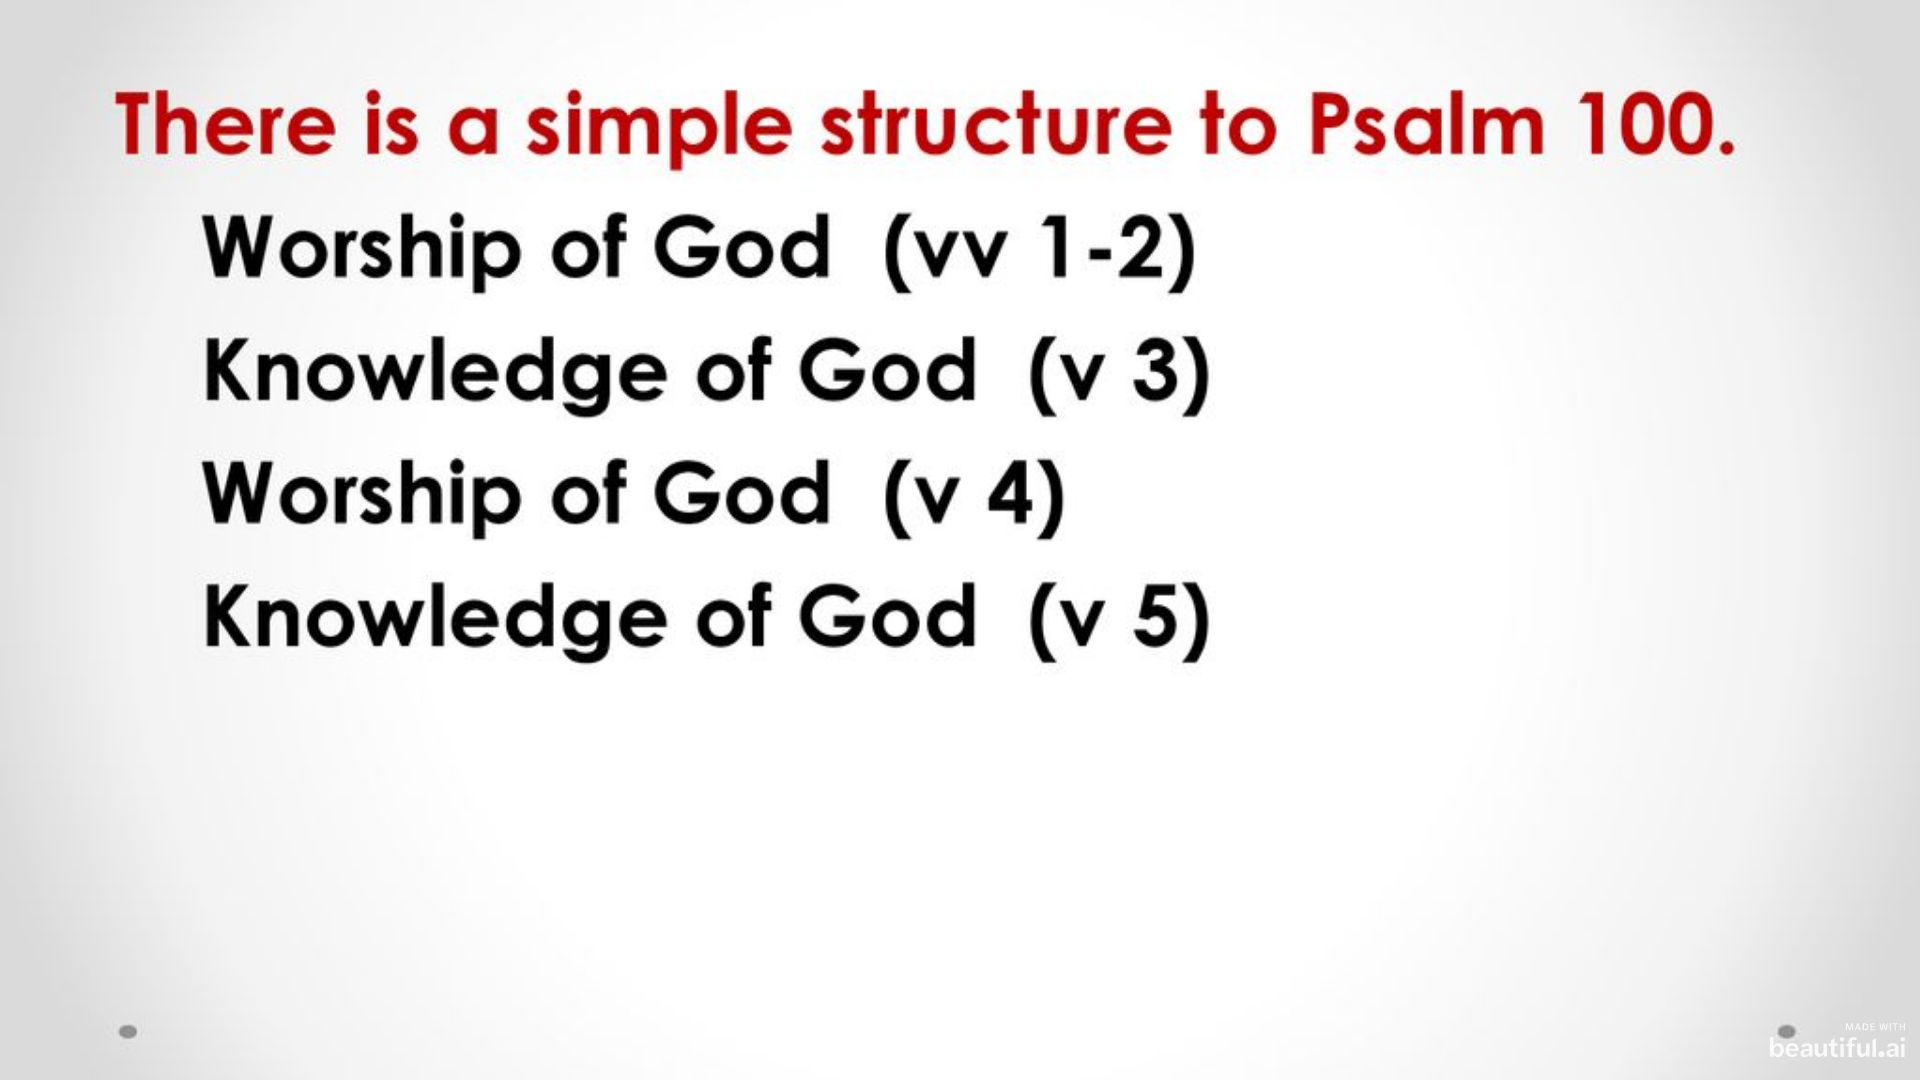 There is a simple structure to Psalm 100.
Worship of God (vv 1-2)
Knowledge of God (v 3)
Worship of God (v 4)
Knowledge of God (v 5)
MADE WITH
beautiful.ai